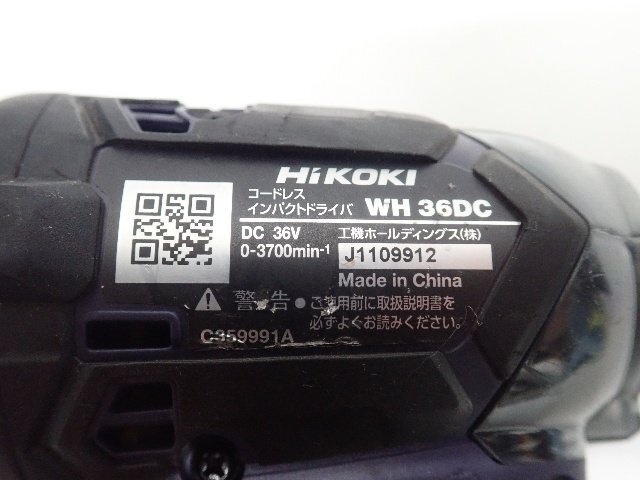 HiKOKI
コードレス
インパクトドライバ WH 36DC
DC 36V 工機ホールディングス(株)
0-3700min-1 J1109912
Made in China
警告 ● ご使用前に取扱説明書を
必ずよくお読みください。
C359991A